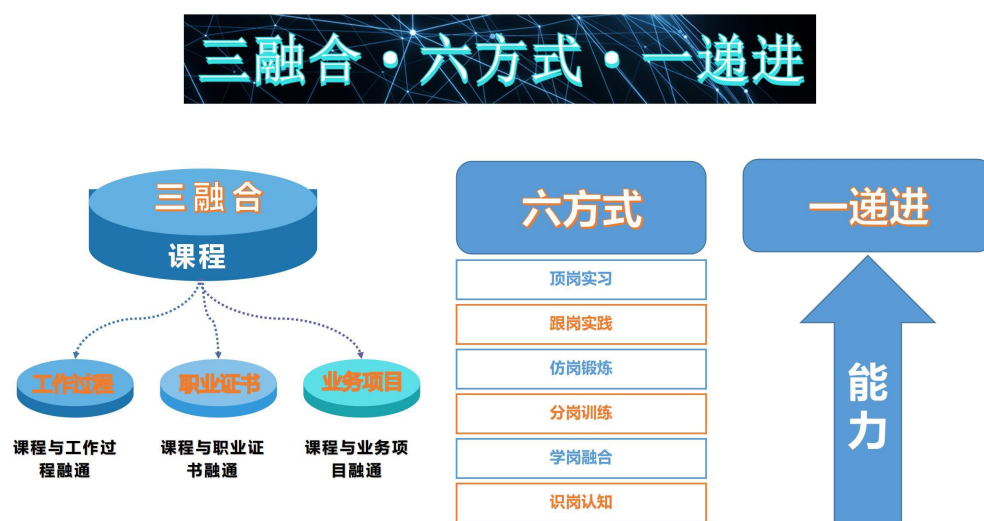 三融合·六方式·一递进
三融合
课程
工作过程
职业证书
业务项目
课程与工作过
程融通
课程与职业证
书融通
课程与业务项
目融通
六方式
顶岗实习
跟岗实践
仿岗锻炼
分岗训练
学岗融合
识岗认知
一递进
能
力